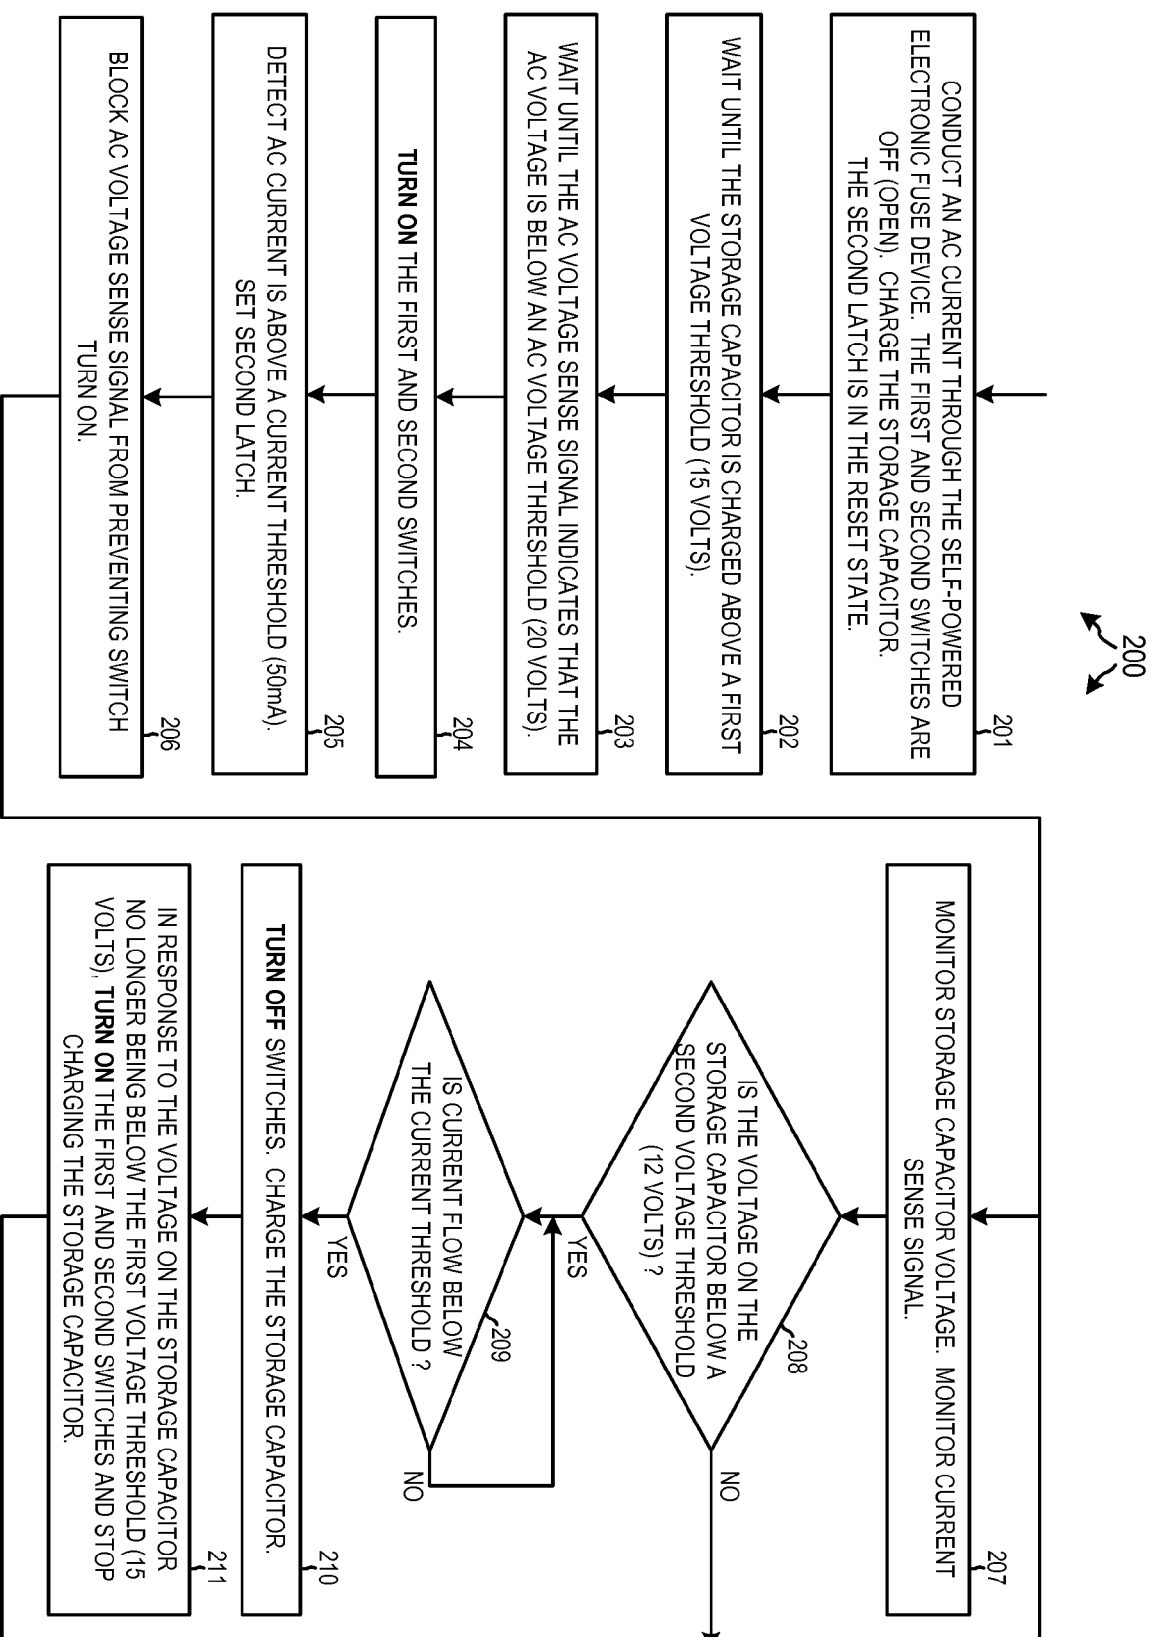 200
CONDUCT AN AC CURRENT THROUGH THE SELF-POWERED
ELECTRONIC FUSE DEVICE. THE FIRST AND SECOND SWITCHES ARE
OFF (OPEN). CHARGE THE STORAGE CAPACITOR.
THE SECOND LATCH IS IN THE RESET STATE.
201
WAIT UNTIL THE STORAGE CAPACITOR IS CHARGED ABOVE A FIRST
VOLTAGE THRESHOLD (15 VOLTS).
202
WAIT UNTIL THE AC VOLTAGE SENSE SIGNAL INDICATES THAT THE
AC VOLTAGE IS BELOW AN AC VOLTAGE THRESHOLD (20 VOLTS).
203
TURN ON THE FIRST AND SECOND SWITCHES.
204
DETECT AC CURRENT IS ABOVE A CURRENT THRESHOLD (50mA).
SET SECOND LATCH.
205
BLOCK AC VOLTAGE SENSE SIGNAL FROM PREVENTING SWITCH
TURN ON.
206
MONITOR STORAGE CAPACITOR VOLTAGE. MONITOR CURRENT
SENSE SIGNAL.
207
IS THE VOLTAGE ON THE
STORAGE CAPACITOR BELOW A
SECOND VOLTAGE THRESHOLD
(12 VOLTS) ?
208
NO
YES
IS CURRENT FLOW BELOW
THE CURRENT THRESHOLD ?
209
NO
YES
TURN OFF SWITCHES. CHARGE THE STORAGE CAPACITOR.
210
IN RESPONSE TO THE VOLTAGE ON THE STORAGE CAPACITOR
NO LONGER BEING BELOW THE FIRST VOLTAGE THRESHOLD (15
VOLTS), TURN ON THE FIRST AND SECOND SWITCHES AND STOP
CHARGING THE STORAGE CAPACITOR.
211